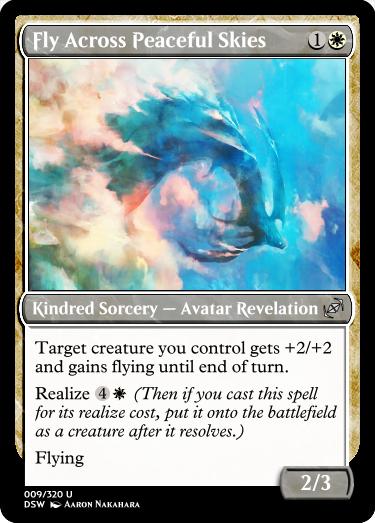 Fly Across Peaceful Skies 1
Kindred Sorcery — Avatar Revelation
Target creature you control gets +2/+2
and gains flying until end of turn.
Realize 4 (Then if you cast this spell
for its realize cost, put it onto the battlefield
as a creature after it resolves.)
Flying
2/3
009/320 U
DSW Aaron Nakahara